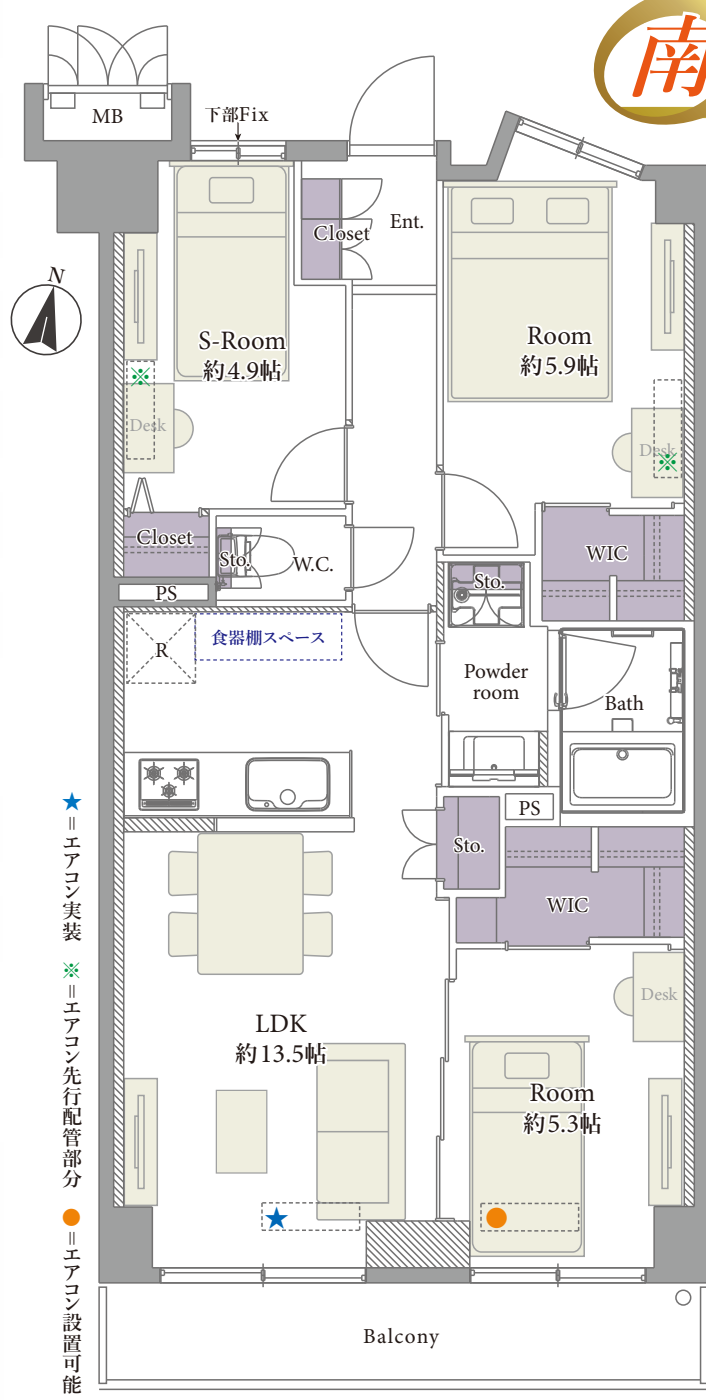 南
MB
下部Fix
N
Closet
Ent.
S-Room
約4.9帖
Room
約5.9帖
※
Desk
Desk
※
Closet
Sto.
W.C.
WIC
PS
Sto.
R
食器棚スペース
Powder
room
Bath
PS
Sto.
WIC
LDK
約13.5帖
Desk
Room
約5.3帖
★
●
Balcony
★=エアコン実装 ※=エアコン先行配管部分 ●=エアコン設置可能